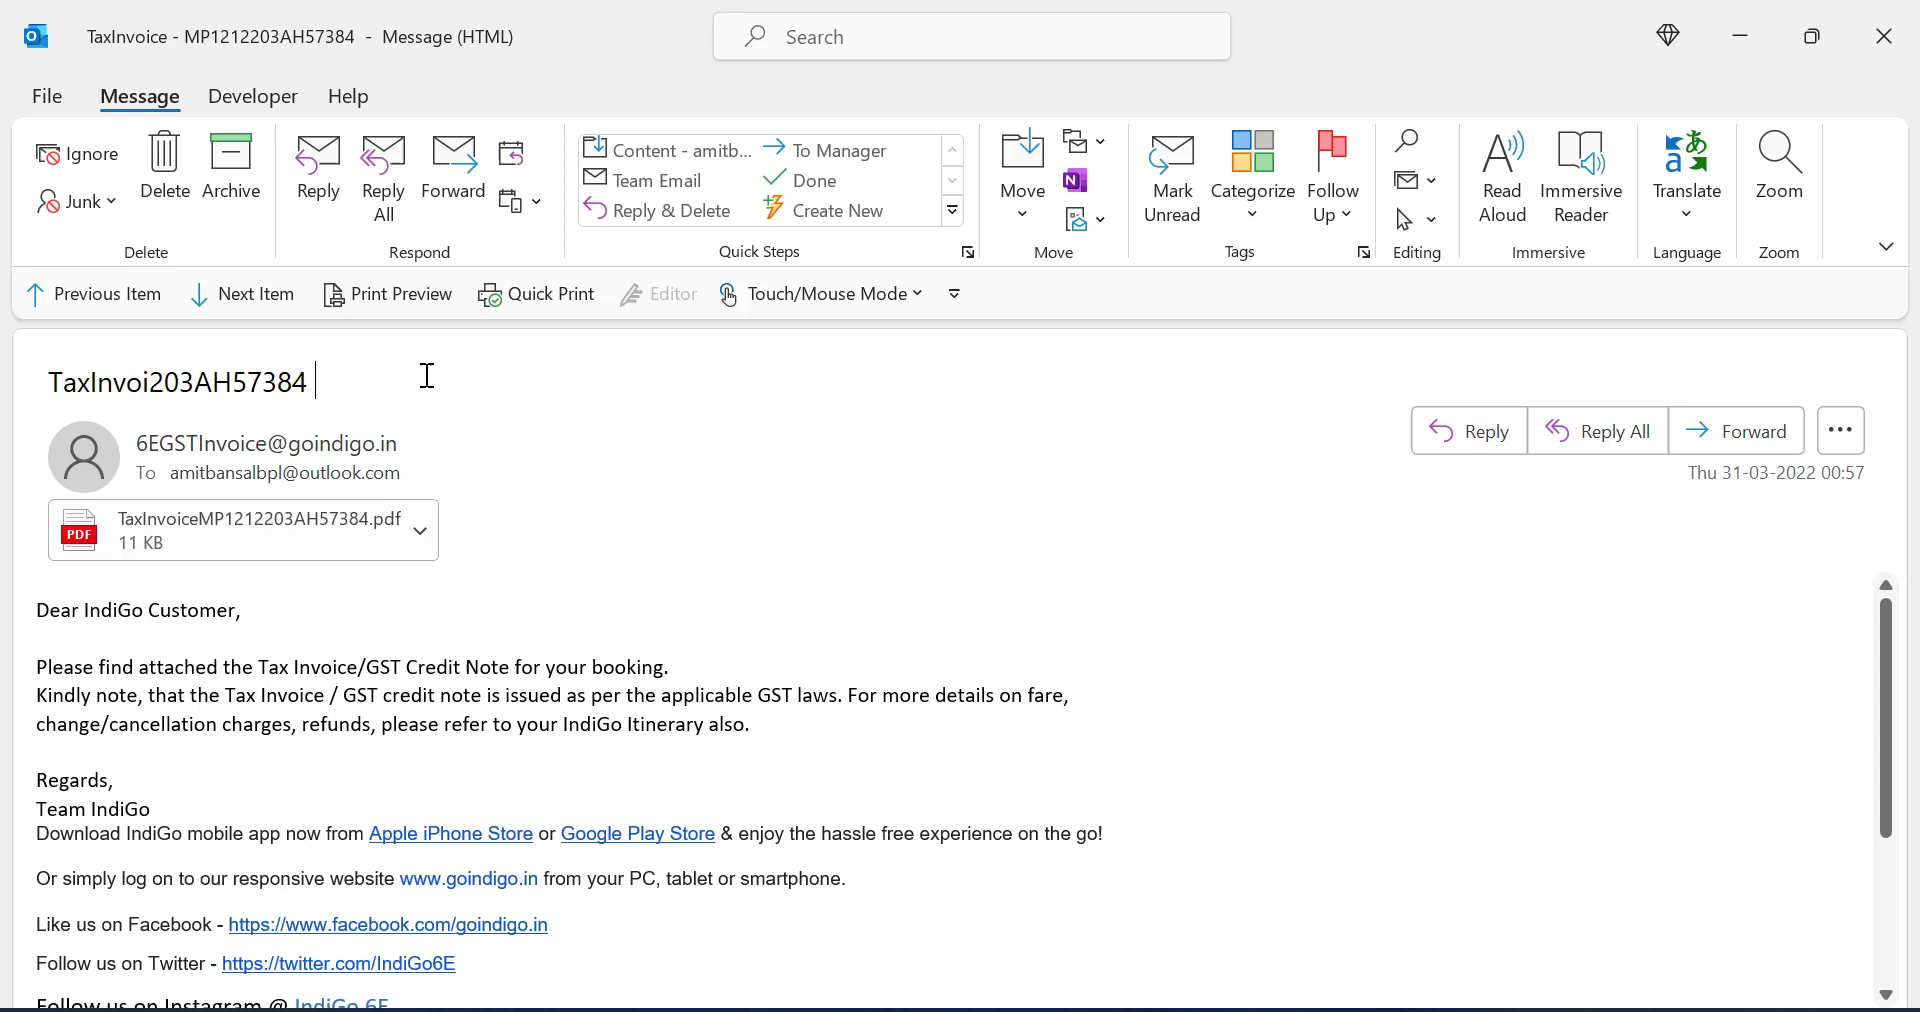 TaxInvoice - MP1212203AH57384 - Message (HTML)
Search
File Message Developer Help
Ignore
Junk
Delete
Archive
Delete
Reply
Reply All
Forward
Respond
Content - amitb...
To Manager
Team Email
Done
Reply & Delete
Create New
Quick Steps
Move
Move
Mark Unread
Categorize
Follow Up
Tags
Editing
Read Aloud
Immersive Reader
Immersive
Translate
Language
Zoom
Zoom
Previous Item Next Item Print Preview Quick Print Editor Touch/Mouse Mode
TaxInvoi203AH57384
6EGSTInvoice@goindigo.in
To amitbansalbpl@outlook.com
Reply Reply All Forward
Thu 31-03-2022 00:57
PDF
TaxInvoiceMP1212203AH57384.pdf
11 KB
Dear IndiGo Customer,
Please find attached the Tax Invoice/GST Credit Note for your booking.
Kindly note, that the Tax Invoice / GST credit note is issued as per the applicable GST laws. For more details on fare,
change/cancellation charges, refunds, please refer to your IndiGo Itinerary also.
Regards,
Team IndiGo
Download IndiGo mobile app now from Apple iPhone Store or Google Play Store & enjoy the hassle free experience on the go!
Or simply log on to our responsive website www.goindigo.in from your PC, tablet or smartphone.
Like us on Facebook - https://www.facebook.com/goindigo.in
Follow us on Twitter - https://twitter.com/IndiGo6E
Follow us on Instagram @ IndiGo.6E